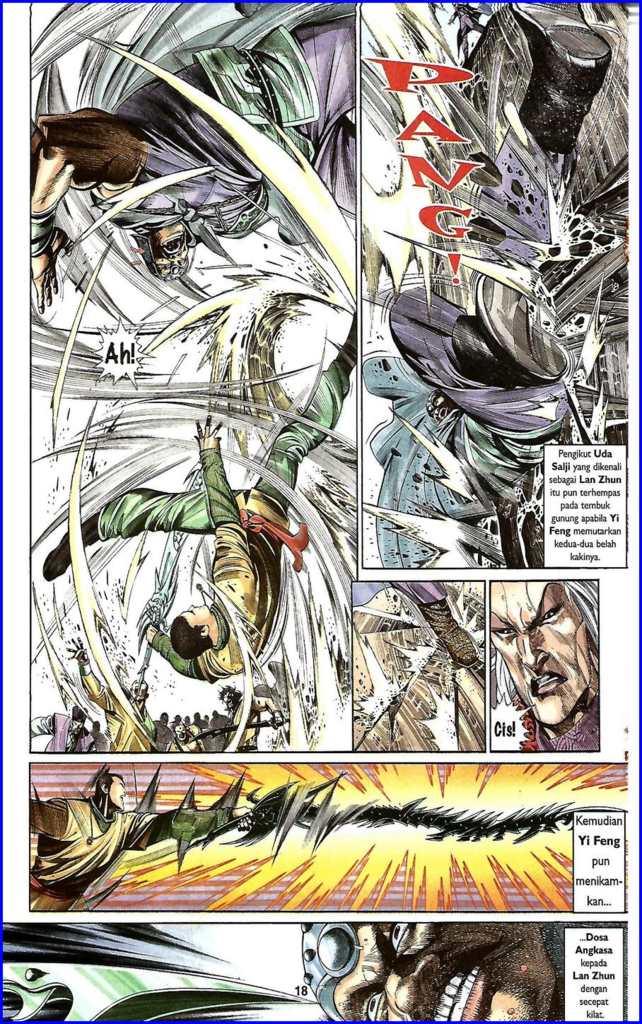 PANG!
Ah!
Pengikut Uda
Salji yang dikenali
sebagai Lan Zhun
itu pun terhempas
pada tembuk
gunung apabila Yi
Feng memutarkan
kedua-dua belah
kakinya.
Cis!
Kemudian
Yi Feng
pun
menikam-
kan...
...Dosa
Angkasa
kepada
Lan Zhun
dengan
secepat
kilat.
18